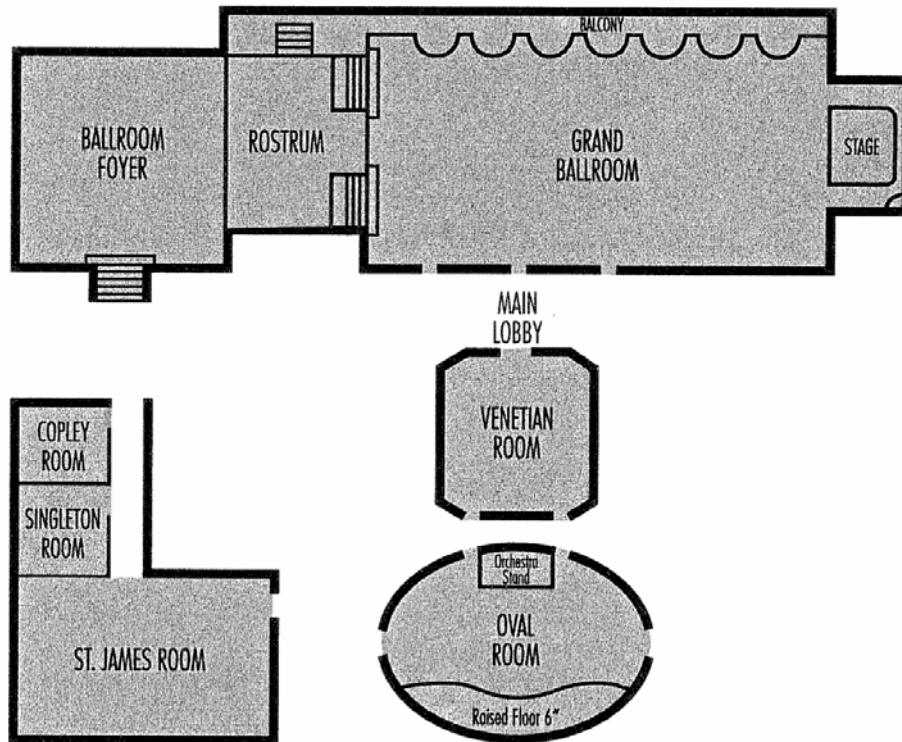 BALCONY
BALLROOM
FOYER
ROSTRUM
GRAND
BALLROOM
STAGE
MAIN
LOBBY
VENETIAN
ROOM
COPLEY
ROOM
SINGLETON
ROOM
ST. JAMES ROOM
Orchestra
Stand
OVAL
ROOM
Raised Floor 6"